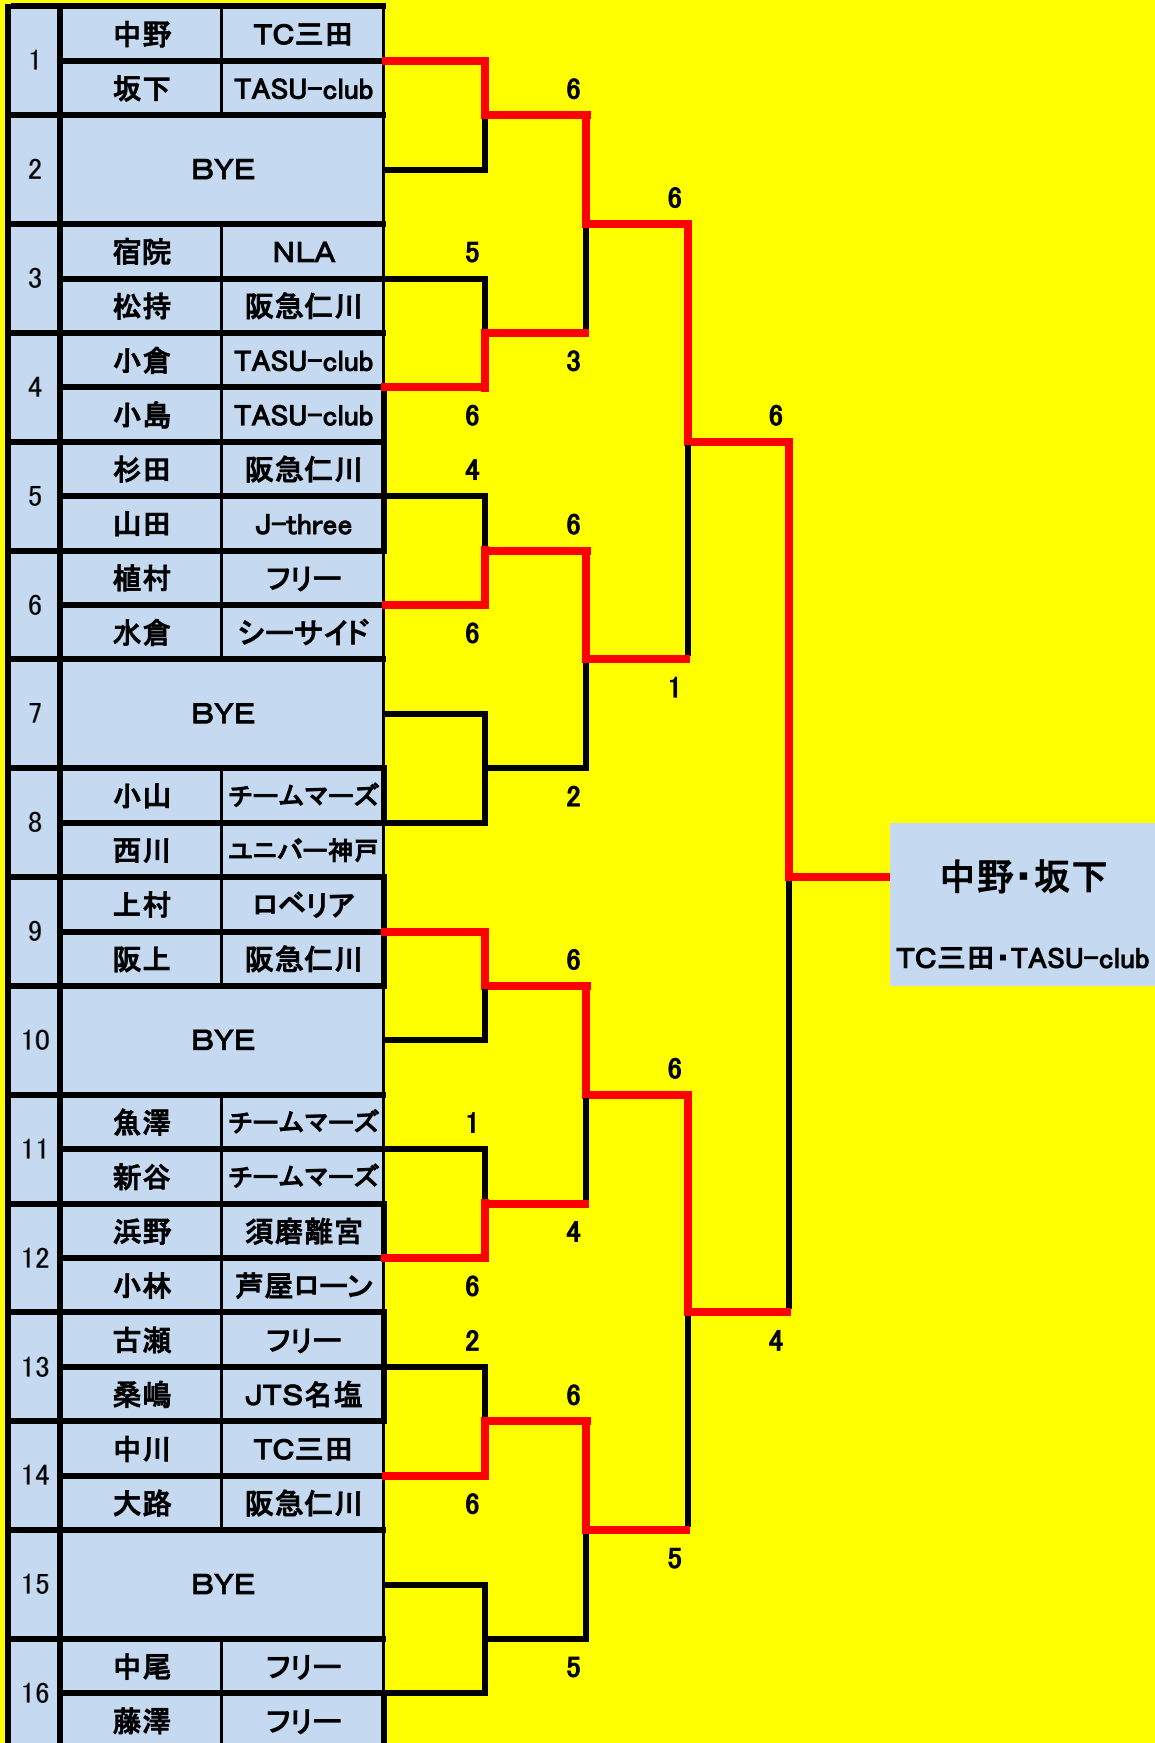 1 中野 TC三田
坂下 TASU-club
6
2 BYE
6
3 宿院 NLA
5
松持 阪急仁川
4 小倉 TASU-club
3
小島 TASU-club
6
6
5 杉田 阪急仁川
4
山田 J-three
6
6 植村 フリー
水倉 シーサイド
6
7 BYE
1
8 小山 チームマーズ
2
西川 ユニバー神戸
中野・坂下
9 上村 ロベリア
阪上 阪急仁川
6
TC三田・TASU-club
10 BYE
6
11 魚澤 チームマーズ
1
新谷 チームマーズ
12 浜野 須磨離宮
4
小林 芦屋ローン
6
13 古瀬 フリー
2
4
桑嶋 JTS名塩
6
14 中川 TC三田
大路 阪急仁川
6
15 BYE
5
16 中尾 フリー
5
藤澤 フリー